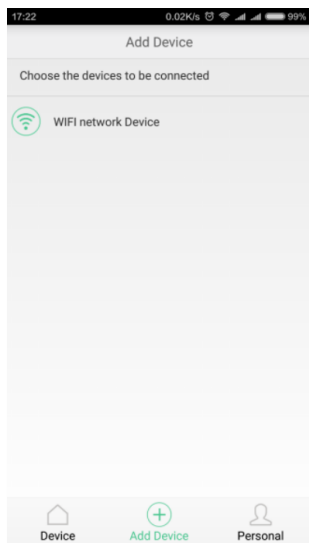 17:22 0.02K/s 99%
Add Device
Choose the devices to be connected
WIFI network Device
Device Add Device Personal